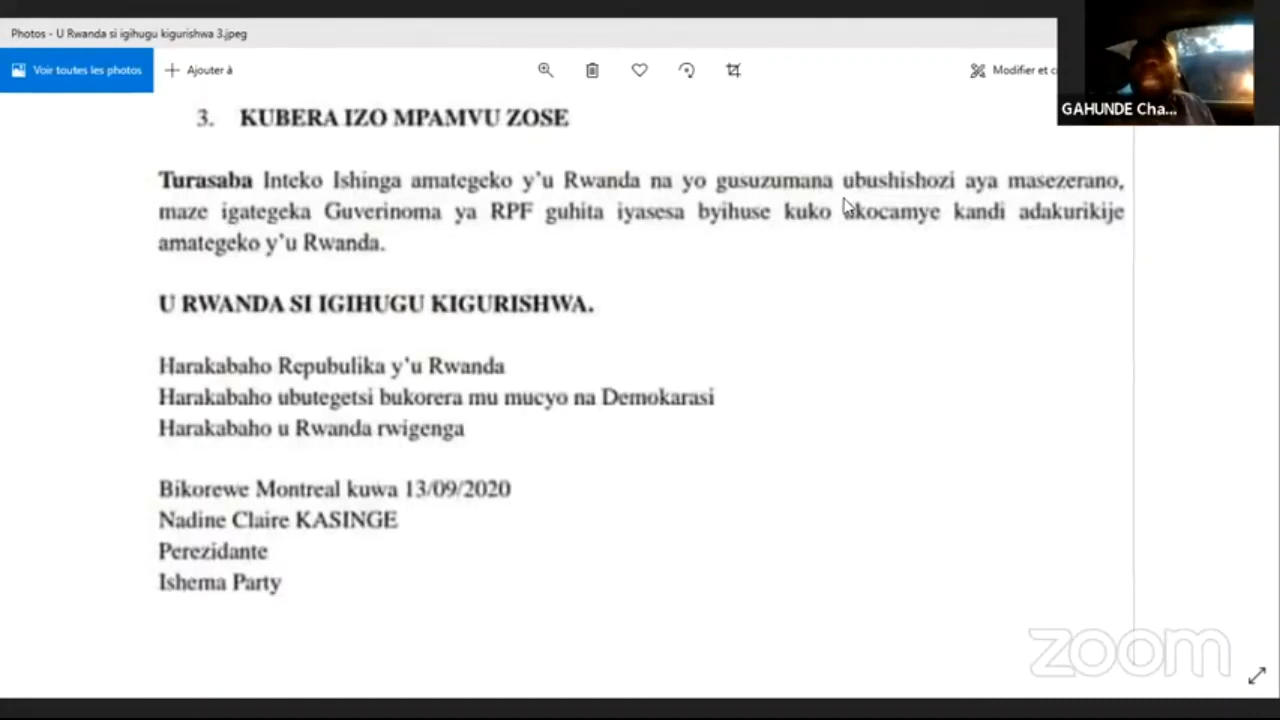 Photos - U Rwanda si igihugu kigurishwa 3.jpeg
Voir toutes les photos
Ajouter à
Modifier et c
GAHUNDE Cha...
3. KUBERA IZO MPAMVU ZOSE
Turasaba Inteko Ishinga amategeko y’u Rwanda na yo gusuzumana ubushishozi aya masezerano,
maze igategeka Guverinoma ya RPF guhita iyasesa byihuse kuko akocamye kandi adakurikije
amategeko y’u Rwanda.
U RWANDA SI IGIHUGU KIGURISHWA.
Harakabaho Repubulika y’u Rwanda
Harakabaho ubutegetsi bukorera mu mucyo na Demokarasi
Harakabaho u Rwanda rwigenga
Bikorewe Montreal kuwa 13/09/2020
Nadine Claire KASINGE
Perezidante
Ishema Party
zoom